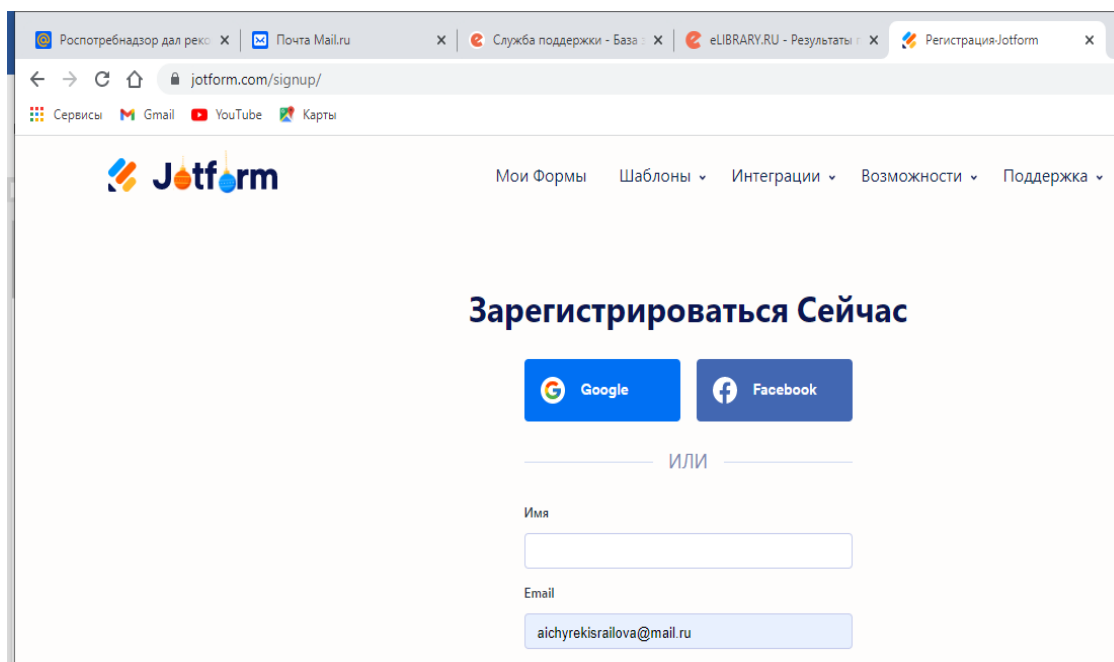 Роспотребнадзор дал реко Почта Mail.ru Служба поддержки - База eLIBRARY.RU - Результаты Регистрация-Jotform
jotform.com/signup/
Сервисы Gmail YouTube Карты
Jotform Мои Формы Шаблоны Интеграции Возможности Поддержка
Зарегистрироваться Сейчас
Google Facebook
ИЛИ
Имя
Email
aichyrekisrailova@mail.ru